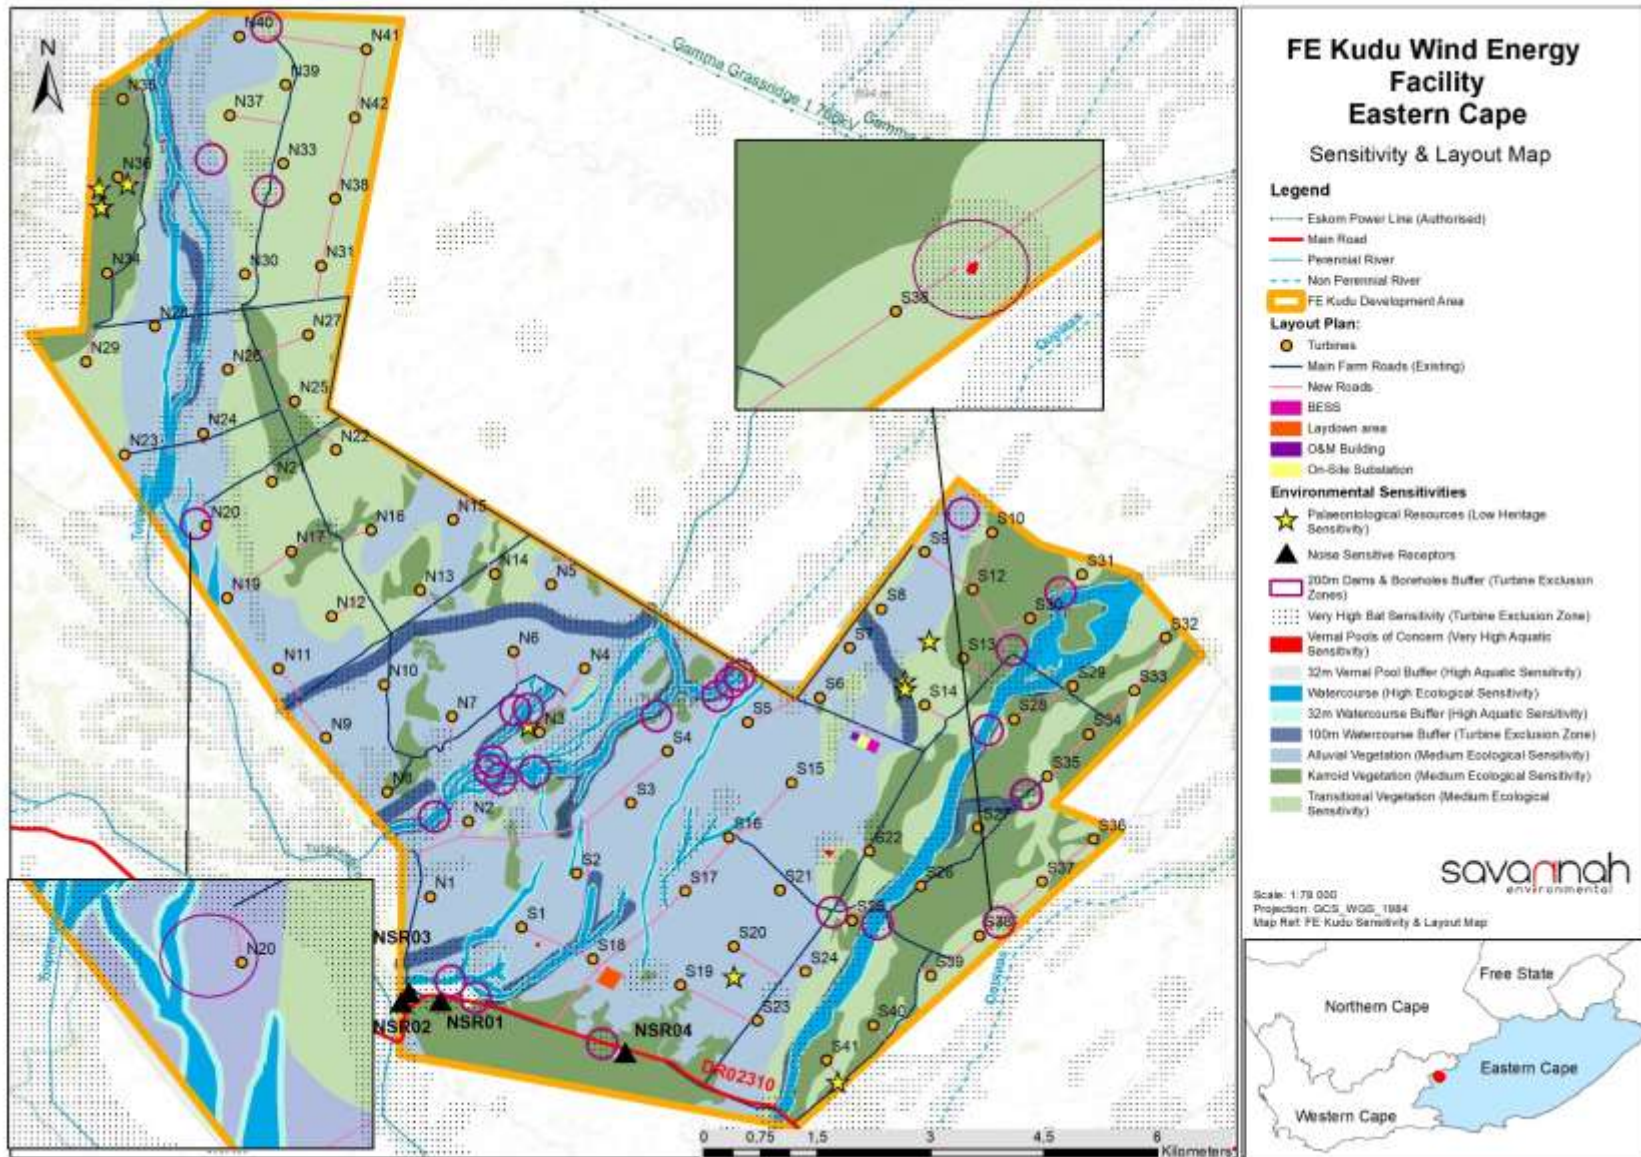 FE Kudu Wind Energy
Facility
Eastern Cape
Sensitivity & Layout Map
Legend
Eskom Power Line (Authorised)
Main Road
Perennial River
Non Perennial River
FE Kudu Development Area
Layout Plan:
Turbines
Main Farm Roads (Existing)
New Roads
BESS
Laydown area
O&M Building
On-Site Substation
Environmental Sensitivities
Palaeontological Resources (Low Heritage
Sensitivity)
Noise Sensitive Receptors
200m Dams & Boreholes Buffer (Turbine Exclusion
Zones)
Very High Bat Sensitivity (Turbine Exclusion Zone)
Vernal Pools of Concern (Very High Aquatic
Sensitivity)
32m Vernal Pool Buffer (High Aquatic Sensitivity)
Watercourse (High Ecological Sensitivity)
32m Watercourse Buffer (High Aquatic Sensitivity)
100m Watercourse Buffer (Turbine Exclusion Zone)
Alluvial Vegetation (Medium Ecological Sensitivity)
Karroid Vegetation (Medium Ecological Sensitivity)
Transitional Vegetation (Medium Ecological
Sensitivity)
savannah
environmental
Scale: 1:79 000
Projection: GCS_WGS_1984
Map Ref: FE Kudu Sensitivity & Layout Map
Free State
Northern Cape
Eastern Cape
Western Cape
N
Gamma Grassridge 1 765kV
Gamma
N40
N41
N39
N35
N37
N42
N33
N36
N38
N31
N34
N30
N28
N27
N29
N26
N25
N24
N23
N22
N21
N20
N15
N16
N17
N14
N5
N13
N19
N12
N6
N4
N11
N10
N7
N3
N9
N8
N2
N1
S10
S9
S31
S12
S8
S30
S32
S7
S13
S29
S33
S6
S14
S28
S5
S34
S4
S35
S15
S3
S27
S36
S16
S22
S2
S37
S17
S21
S26
S25
S1
S38
S20
S18
S24
S19
S39
S23
S40
S41
S38
N20
NSR03
NSR02
NSR01
NSR04
DR02310
0 0,75 1,5 3 4,5 6
Kilometers